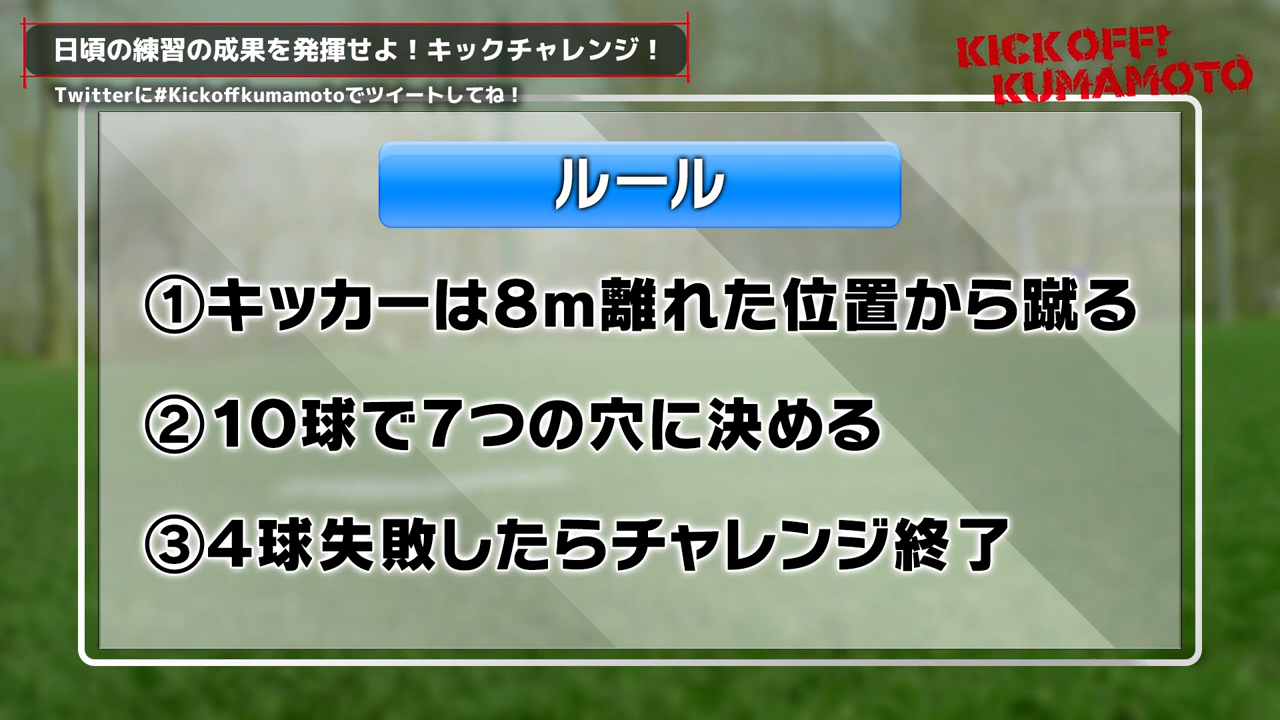 日頃の練習の成果を発揮せよ！キックチャレンジ！
Twitterに#Kickoffkumamotoでツイートしてね！
KICK OFF!
KUMAMOTO
ルール
①キッカーは8m離れた位置から蹴る
②10球で7つの穴に決める
③4球失敗したらチャレンジ終了